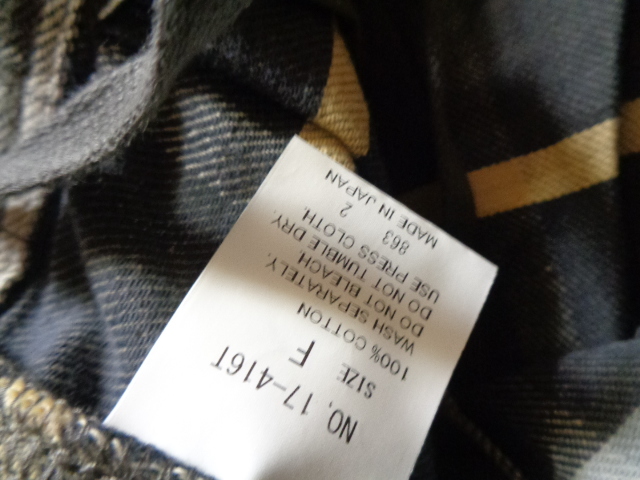 NO. 17-416T
SIZE F
100% COTTON
WASH SEPARATELY.
DO NOT BLEACH.
DO NOT TUMBLE DRY.
USE PRESS CLOTH.
863 2
MADE IN JAPAN